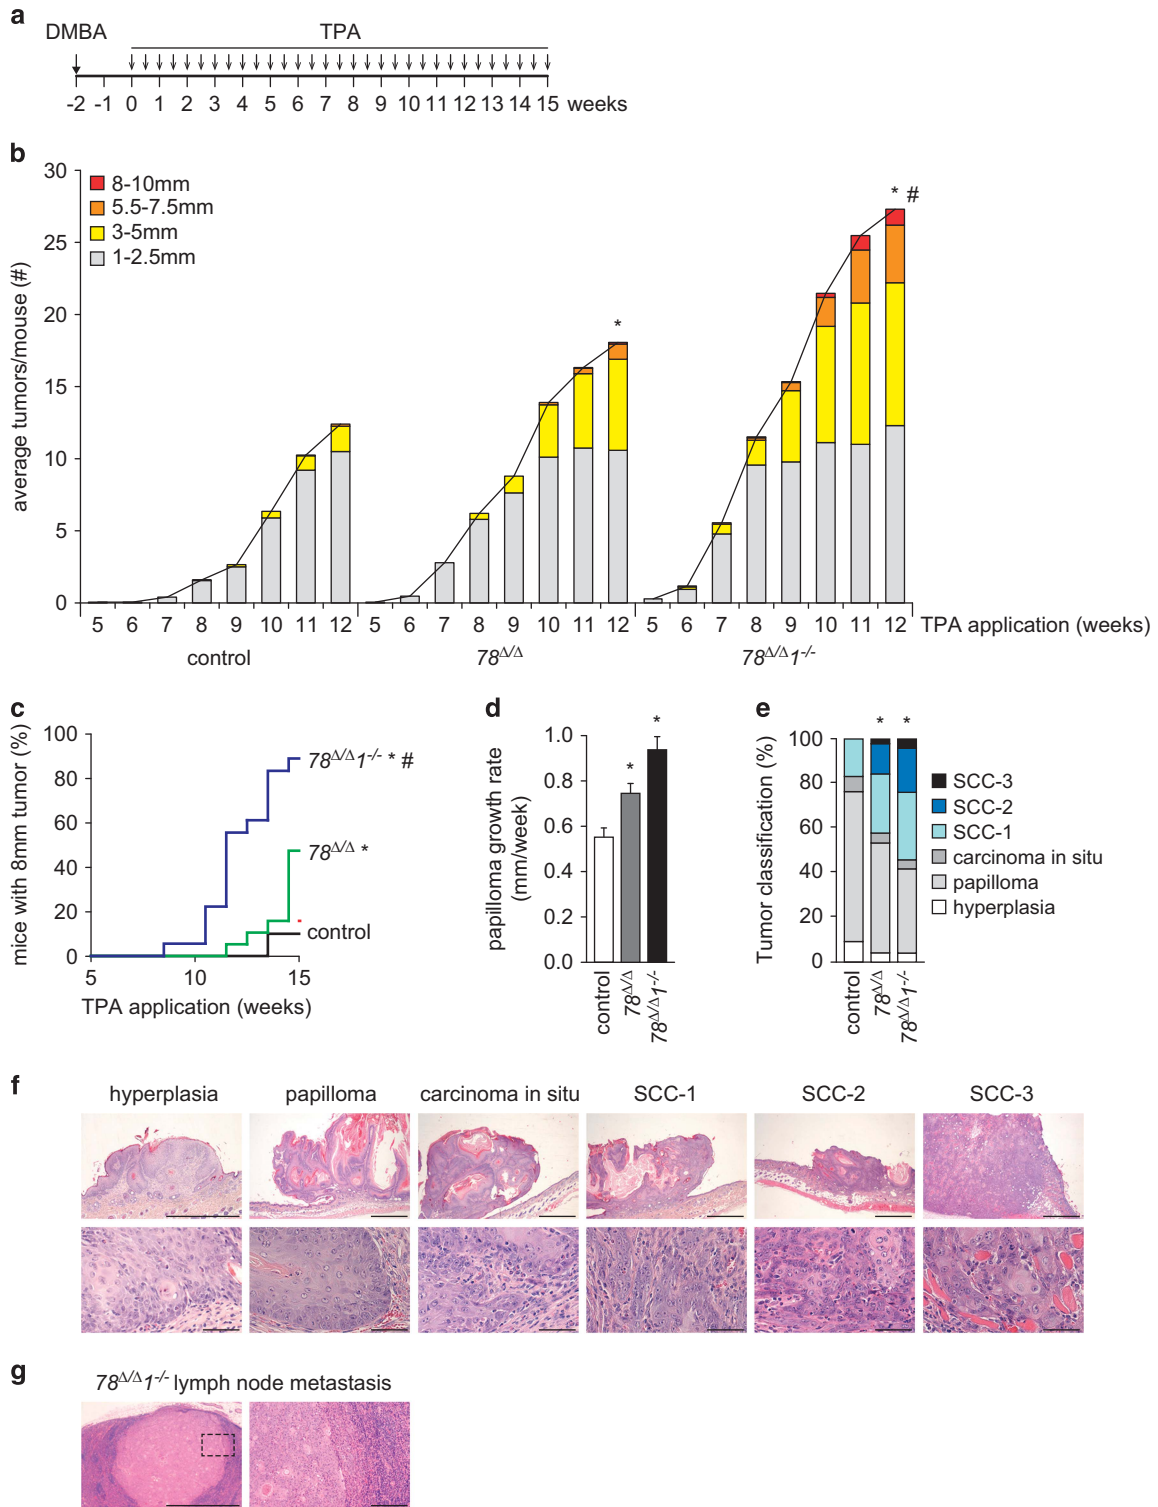 a
DMBA TPA
-2 -1 0 1 2 3 4 5 6 7 8 9 10 11 12 13 14 15 weeks
b
average tumors/mouse (#)
30
25
20
15
10
5
0
8-10mm
5.5-7.5mm
3-5mm
1-2.5mm
*
* #
5 6 7 8 9 10 11 12 5 6 7 8 9 10 11 12 5 6 7 8 9 10 11 12 TPA application (weeks)
control 78Δ/Δ 78Δ/Δ1-/-
c
mice with 8mm tumor (%)
100
80
60
40
20
0
78Δ/Δ1-/- * #
78Δ/Δ *
control
5 10 15
TPA application (weeks)
d
papilloma growth rate
(mm/week)
1.0
0.8
0.6
0.4
0.2
0.0
*
*
control 78Δ/Δ 78Δ/Δ1-/-
e
Tumor classification (%)
100
80
60
40
20
0
* *
control 78Δ/Δ 78Δ/Δ1-/-
SCC-3
SCC-2
SCC-1
carcinoma in situ
papilloma
hyperplasia
f
hyperplasia papilloma carcinoma in situ SCC-1 SCC-2 SCC-3
g
78Δ/Δ1-/- lymph node metastasis